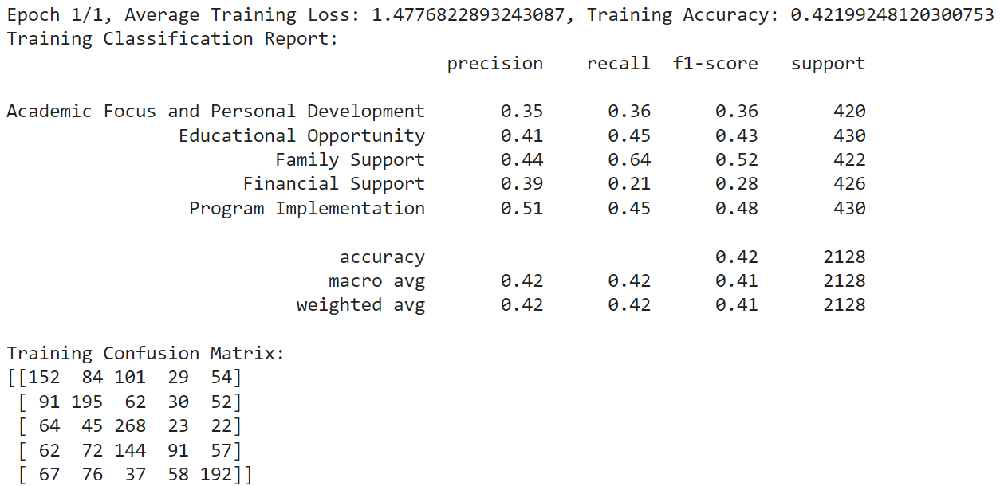 Epoch 1/1, Average Training Loss: 1.4776822893243087, Training Accuracy: 0.42199248120300753
Training Classification Report:
precision recall f1-score support
Academic Focus and Personal Development 0.35 0.36 0.36 420
Educational Opportunity 0.41 0.45 0.43 430
Family Support 0.44 0.64 0.52 422
Financial Support 0.39 0.21 0.28 426
Program Implementation 0.51 0.45 0.48 430
accuracy 0.42 2128
macro avg 0.42 0.42 0.41 2128
weighted avg 0.42 0.42 0.41 2128
Training Confusion Matrix:
[[152 84 101 29 54]
[ 91 195 62 30 52]
[ 64 45 268 23 22]
[ 62 72 144 91 57]
[ 67 76 37 58 192]]